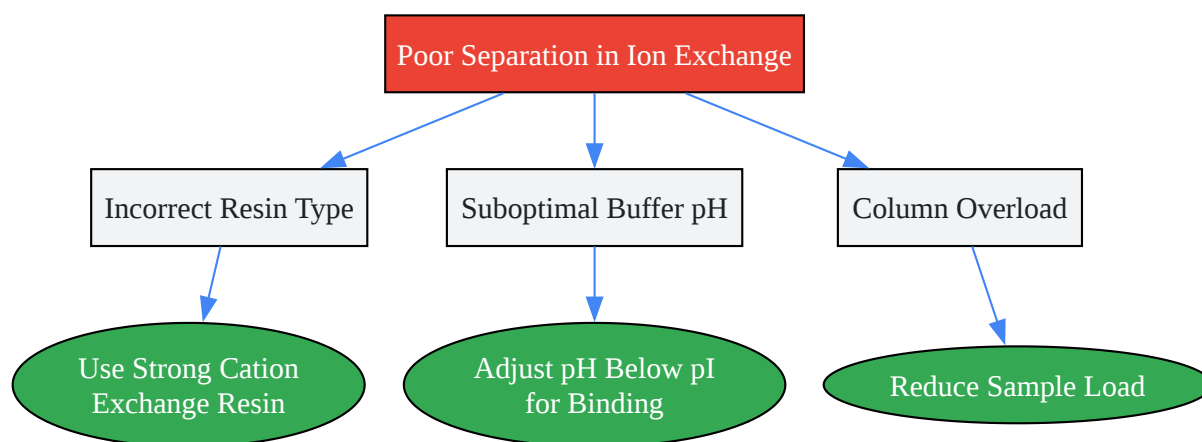 Poor Separation in Ion Exchange
Incorrect Resin Type
Suboptimal Buffer pH
Column Overload
Use Strong Cation
Exchange Resin
Adjust pH Below pI
for Binding
Reduce Sample Load